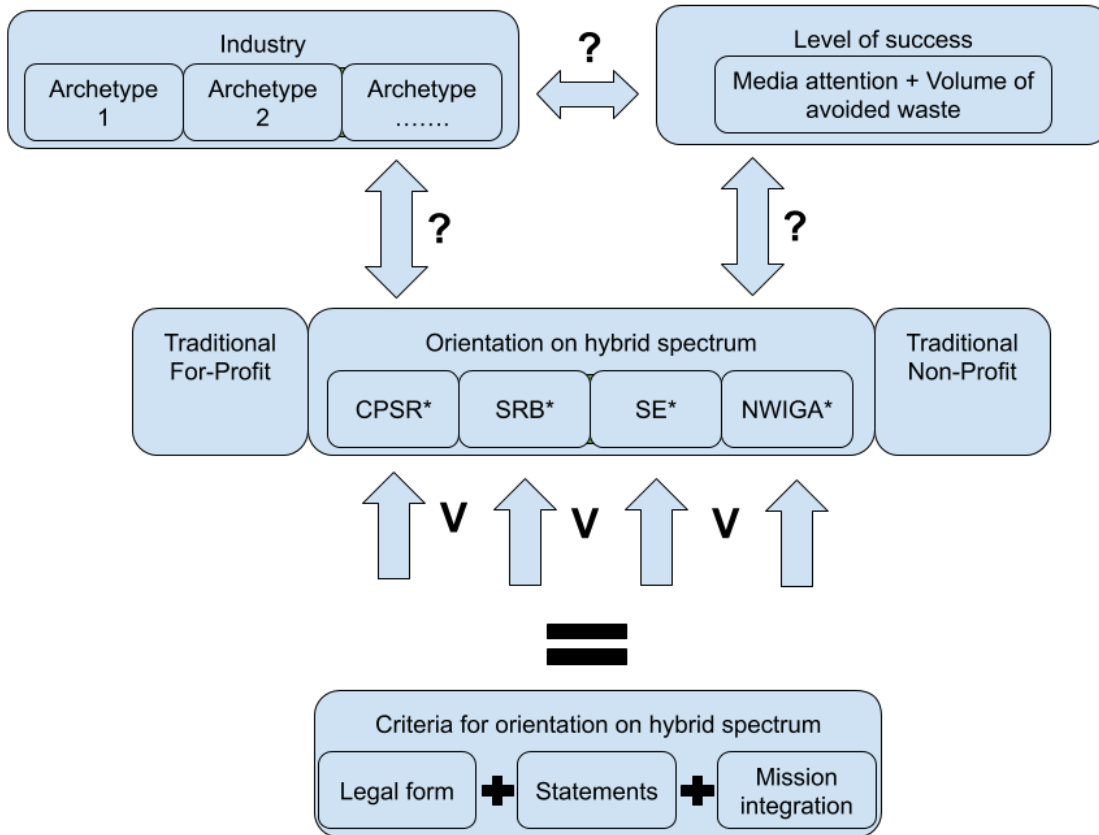 Industry
Archetype
1
Archetype
2
Archetype
.......
?
Level of success
Media attention + Volume of
avoided waste
?
?
Traditional
For-Profit
Orientation on hybrid spectrum
CPSR*
SRB*
SE*
NWIGA*
Traditional
Non-Profit
V
V
V
=
Criteria for orientation on hybrid spectrum
Legal form
+
Statements
+
Mission
integration